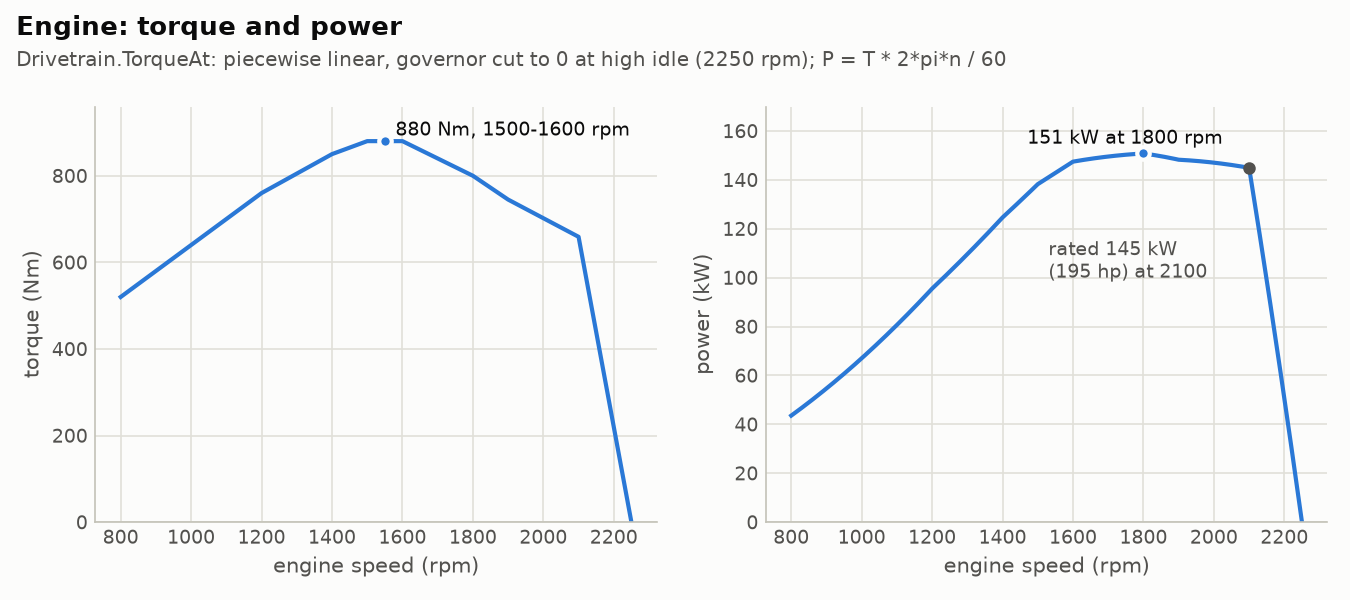 Engine: torque and power
Drivetrain.TorqueAt: piecewise linear, governor cut to 0 at high idle (2250 rpm); P = T * 2*pi*n / 60
880 Nm, 1500-1600 rpm
torque (Nm)
800
600
400
200
0
800 1000 1200 1400 1600 1800 2000 2200
engine speed (rpm)
151 kW at 1800 rpm
rated 145 kW
(195 hp) at 2100
power (kW)
160
140
120
100
80
60
40
20
0
800 1000 1200 1400 1600 1800 2000 2200
engine speed (rpm)